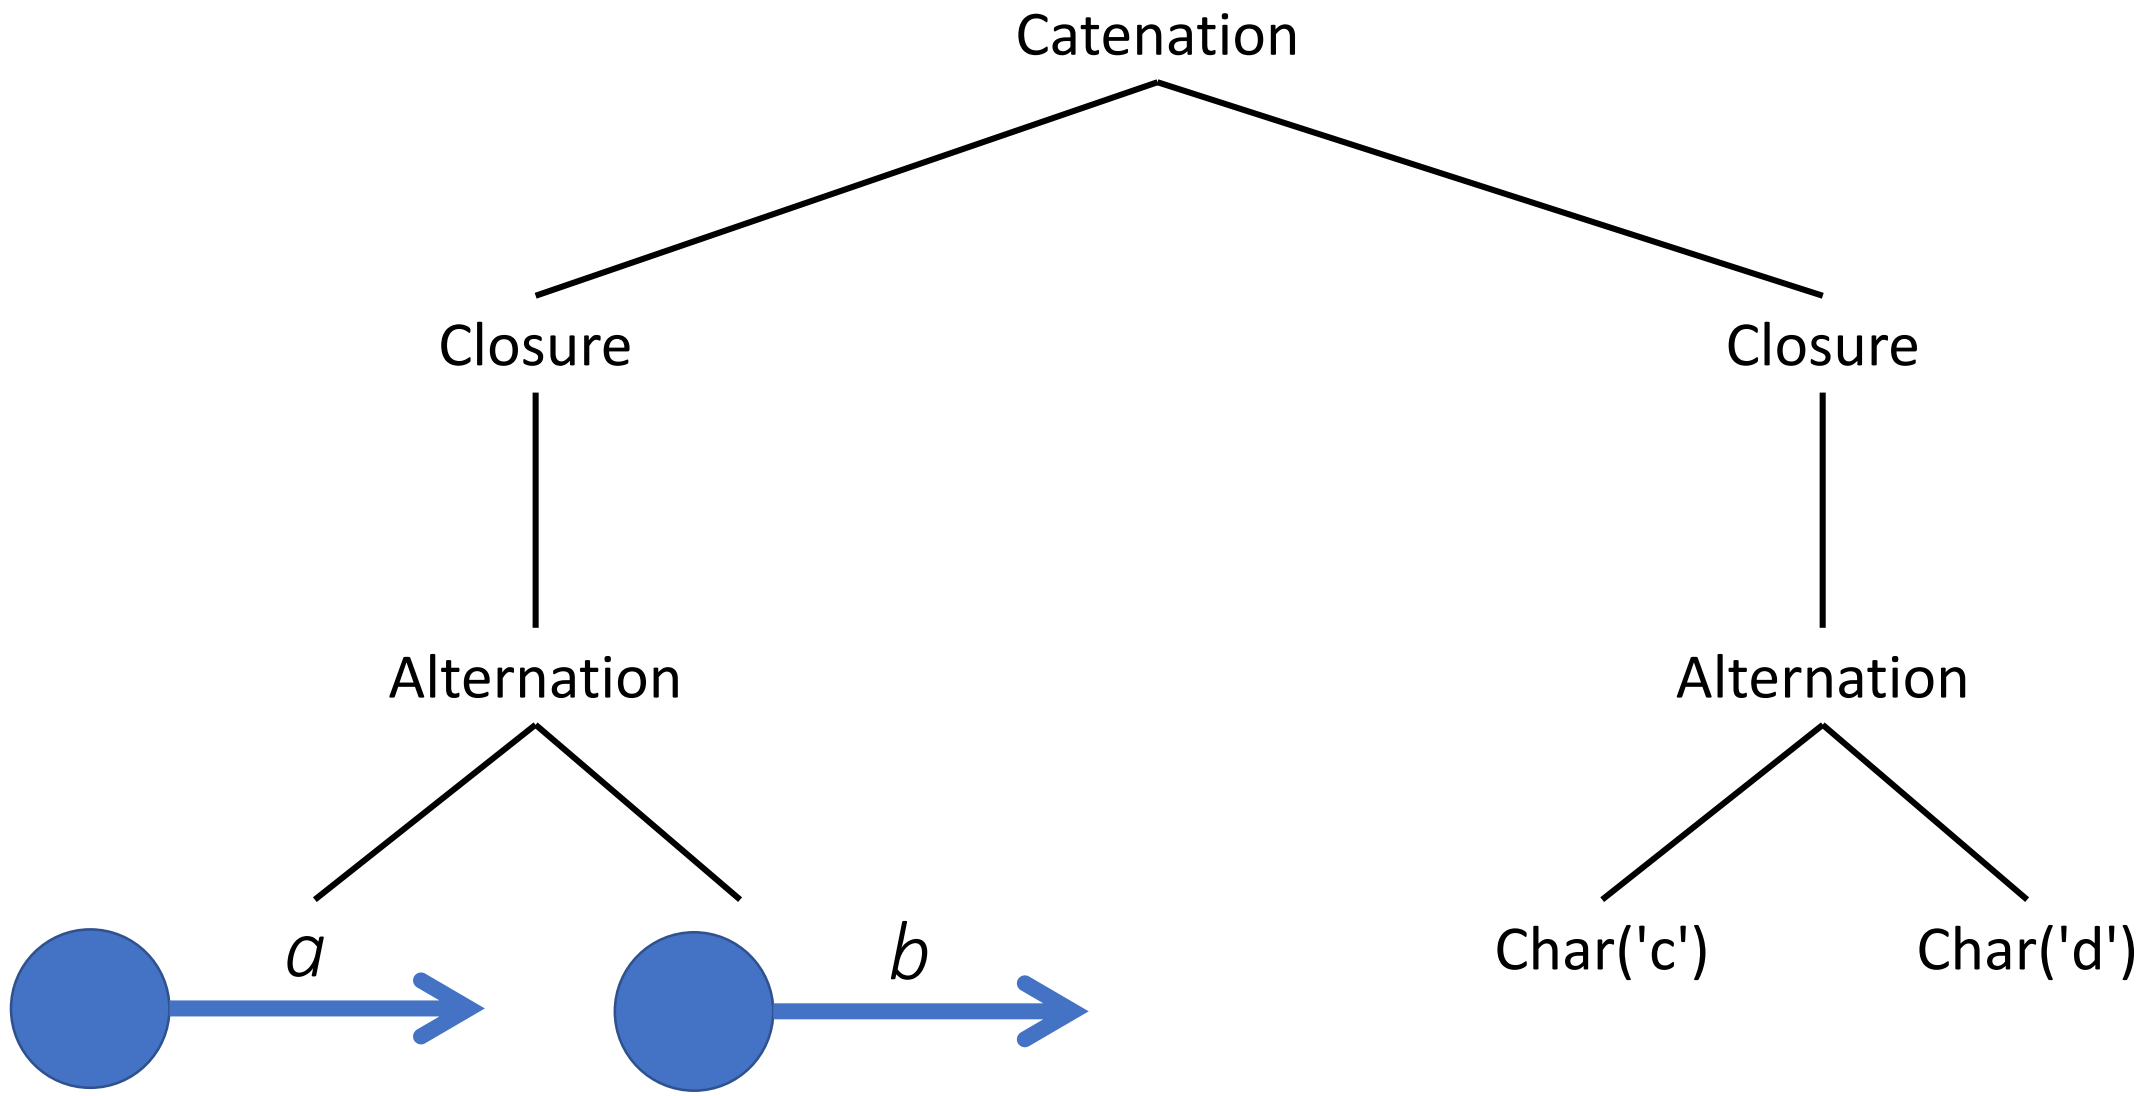 Catenation
Closure
Closure
Alternation
Alternation
a
b
Char('c')
Char('d')